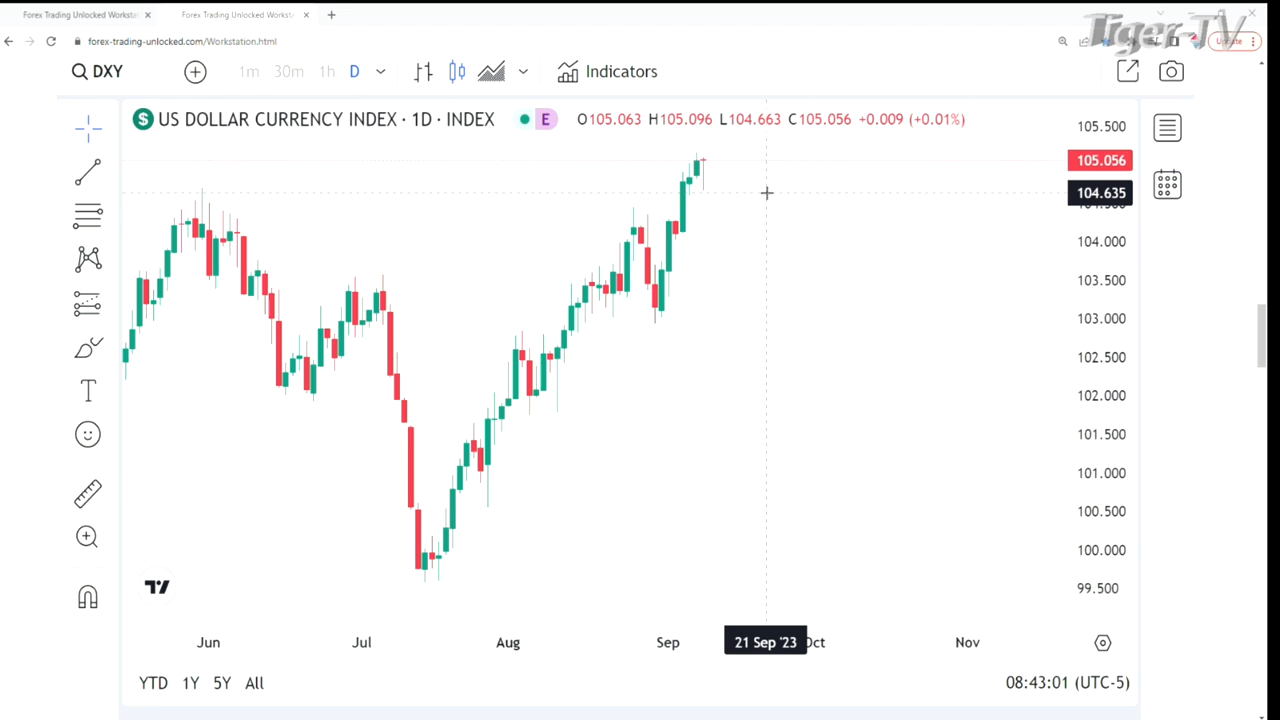 Forex Trading Unlocked Worksta
Forex Trading Unlocked Workst
Tiger-TV
forex-trading-unlocked.com/Workstation.html
DXY
1m 30m 1h D
Indicators
US DOLLAR CURRENCY INDEX · 1D · INDEX
E
O105.063 H105.096 L104.663 C105.056 +0.009 (+0.01%)
105.500
105.056
104.635
104.000
103.500
103.000
102.500
102.000
101.500
101.000
100.500
100.000
99.500
Jun Jul Aug Sep 21 Sep '23 Oct Nov
YTD 1Y 5Y All
08:43:01 (UTC-5)